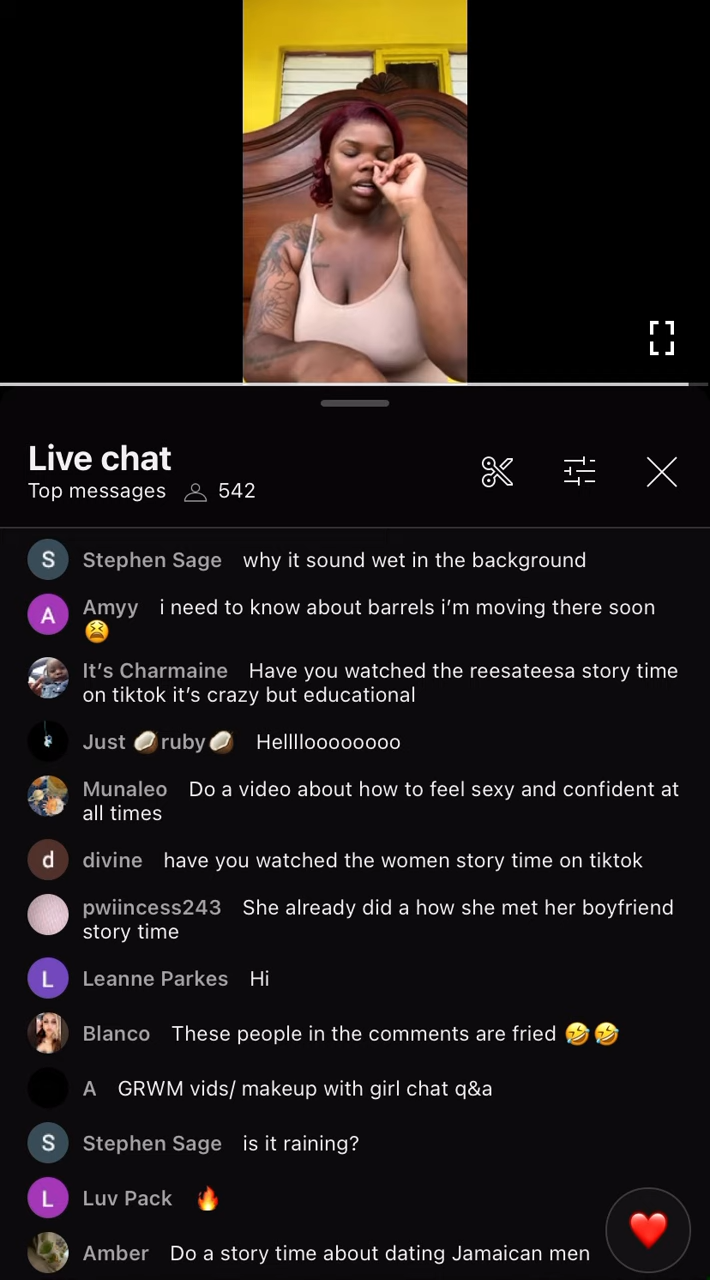 Live chat
Top messages 542
S Stephen Sage why it sound wet in the background
A Amyy i need to know about barrels i’m moving there soon
😫
It’s Charmaine Have you watched the reesateesa story time
on tiktok it’s crazy but educational
Just 🥥ruby🥥 Helllloooooooo
Munaleo Do a video about how to feel sexy and confident at
all times
d divine have you watched the women story time on tiktok
pwiincess243 She already did a how she met her boyfriend
story time
L Leanne Parkes Hi
Blanco These people in the comments are fried 🤣🤣
A GRWM vids/ makeup with girl chat q&a
S Stephen Sage is it raining?
L Luv Pack 🔥
Amber Do a story time about dating Jamaican men